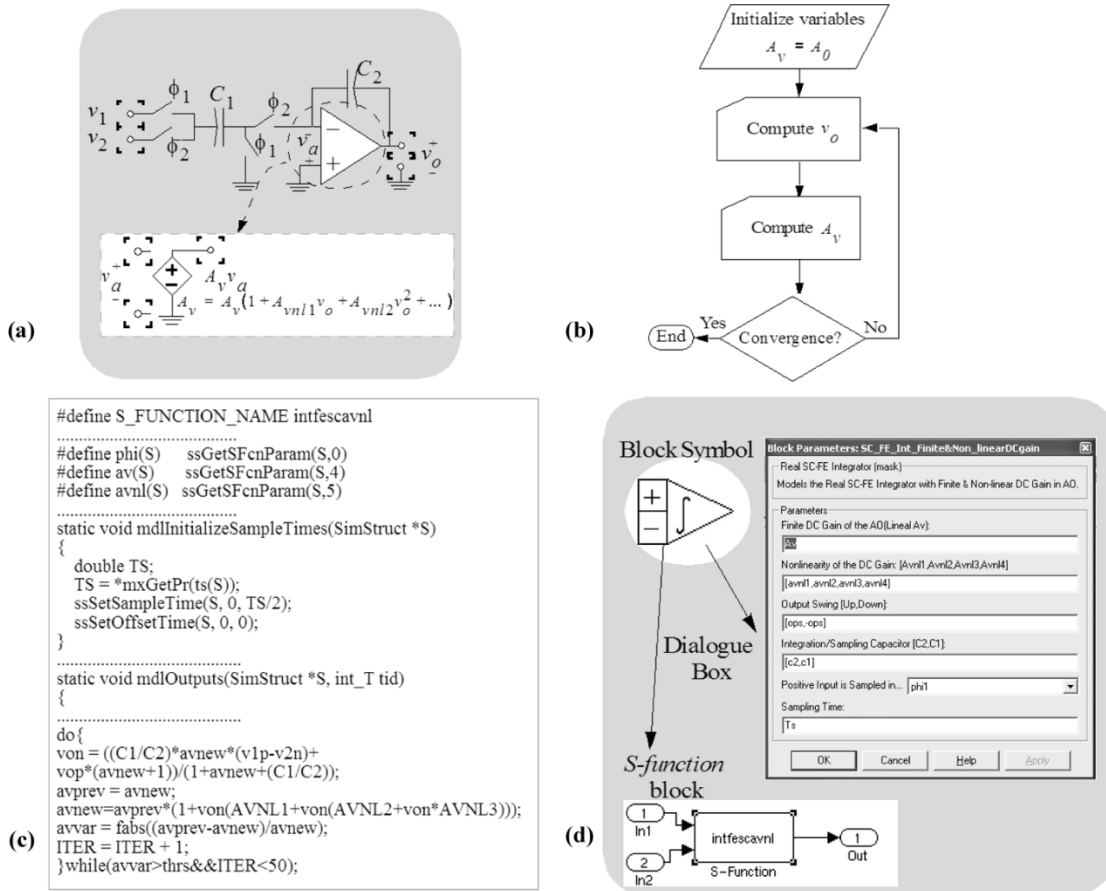 (a)
v1
v2
ϕ1
ϕ2
C1
ϕ2
ϕ1
C2
va
−
+
vo
+
−
va
+
−
Av va
Av = Av(1 + Avnl1 vo + Avnl2 vo^2 + ... )
(b)
Initialize variables
Av = A0
Compute vo
Compute Av
Convergence?
Yes
No
End
(c)
#define S_FUNCTION_NAME intfescavnl
..........................................
#define phi(S) ssGetSFcnParam(S,0)
#define av(S) ssGetSFcnParam(S,4)
#define avnl(S) ssGetSFcnParam(S,5)
..........................................
static void mdlInitializeSampleTimes(SimStruct *S)
{
double TS;
TS = *mxGetPr(ts(S));
ssSetSampleTime(S, 0, TS/2);
ssSetOffsetTime(S, 0, 0);
}
..........................................
static void mdlOutputs(SimStruct *S, int_T tid)
{
..........................................
do{
von = ((C1/C2)*avnew*(v1p-v2n)+
vop*(avnew+1))/(1+avnew+(C1/C2));
avprev = avnew;
avnew=avprev*(1+von(AVNL1+von(AVNL2+von*AVNL3)));
avvar = fabs((avprev-avnew)/avnew);
ITER = ITER + 1;
}while(avvar>thrs&&ITER<50);
(d)
Block Symbol
+
−
∫
Dialogue
Box
S-function
block
Block Parameters: SC_FE_Int_Finite&Non_linearDCgain
Real SC-FE Integrator (mask)
Models the Real SC-FE Integrator with Finite & Non-linear DC Gain in AO.
Parameters
Finite DC Gain of the AO(Lineal Av):
Av
Nonlinearity of the DC Gain: [Avnl1,Avnl2,Avnl3,Avnl4]
[avnl1,avnl2,avnl3,avnl4]
Output Swing [Up,Down]:
[ops,-ops]
Integration/Sampling Capacitor [C2,C1]:
[c2,c1]
Positive Input is Sampled in... phi1
Sampling Time:
Ts
OK Cancel Help Apply
1
In1
2
In2
intfescavnl
S-Function
1
Out